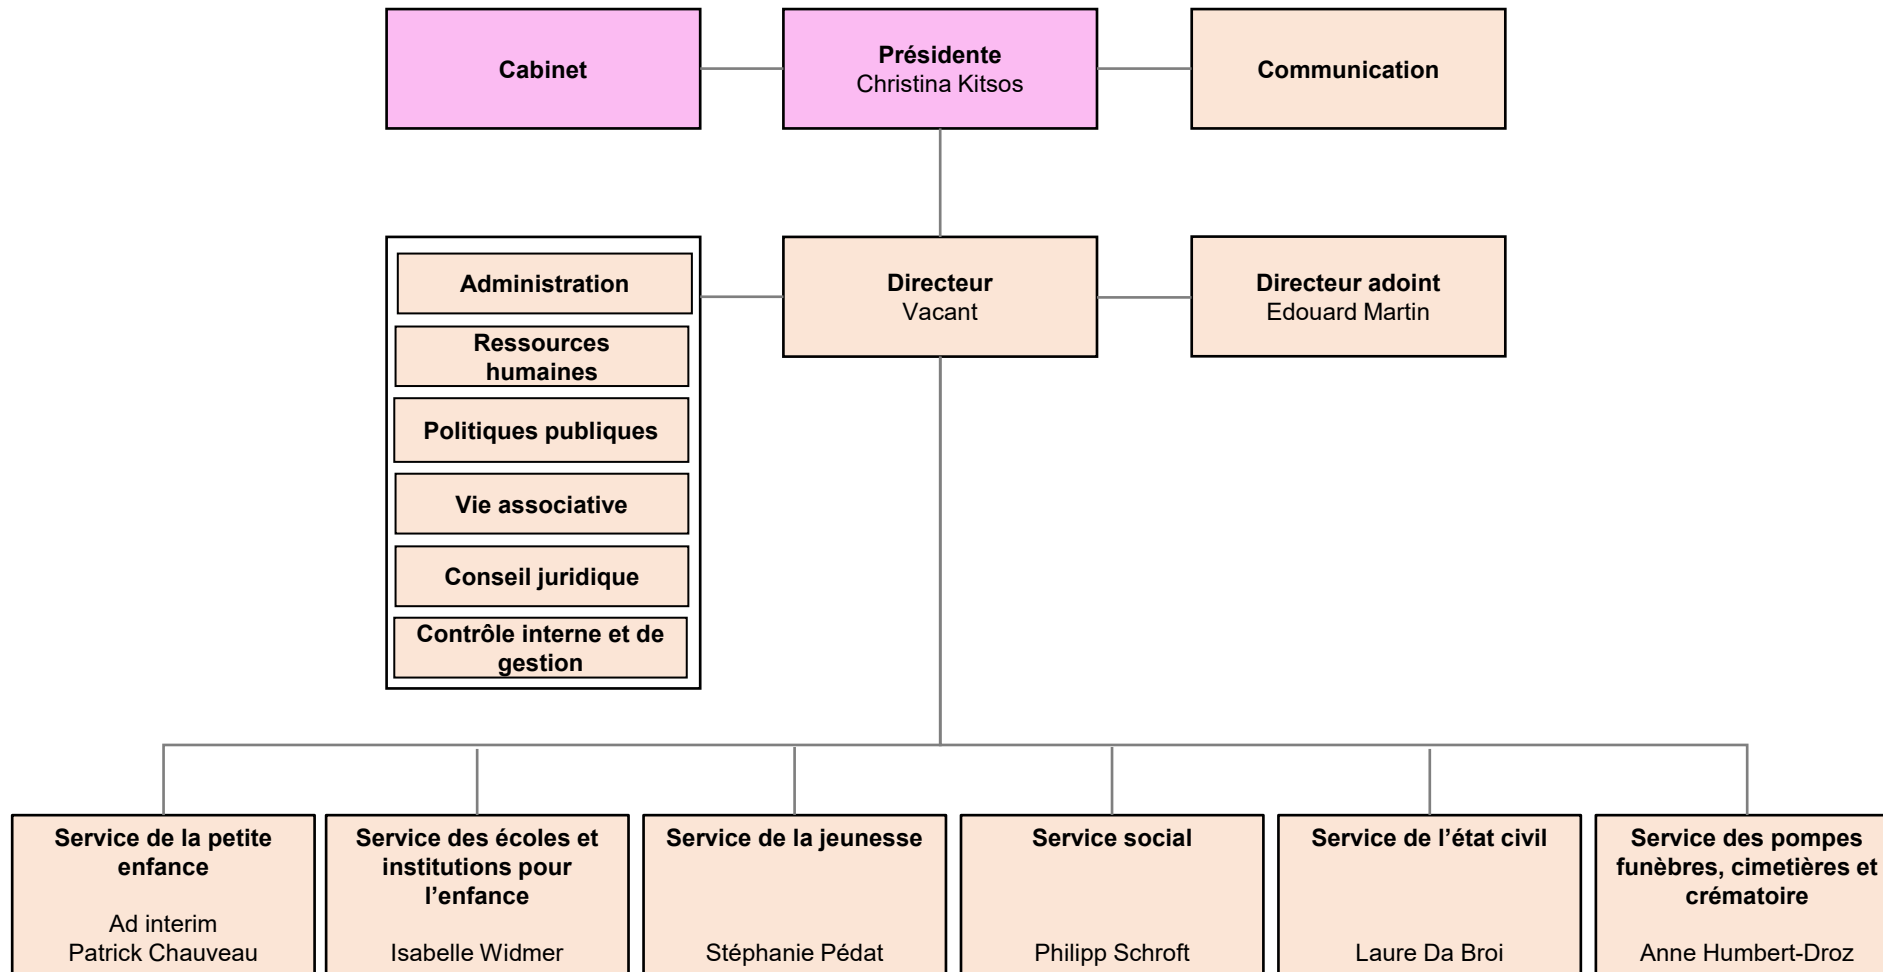 Cabinet
Présidente
Christina Kitsos
Communication
Administration
Ressources
humaines
Politiques publiques
Vie associative
Conseil juridique
Contrôle interne et de
gestion
Directeur
Vacant
Directeur adoint
Edouard Martin
Service de la petite
enfance
Ad interim
Patrick Chauveau
Service des écoles et
institutions pour
l’enfance
Isabelle Widmer
Service de la jeunesse
Stéphanie Pédat
Service social
Philipp Schroft
Service de l’état civil
Laure Da Broi
Service des pompes
funèbres, cimetières et
crématoire
Anne Humbert-Droz